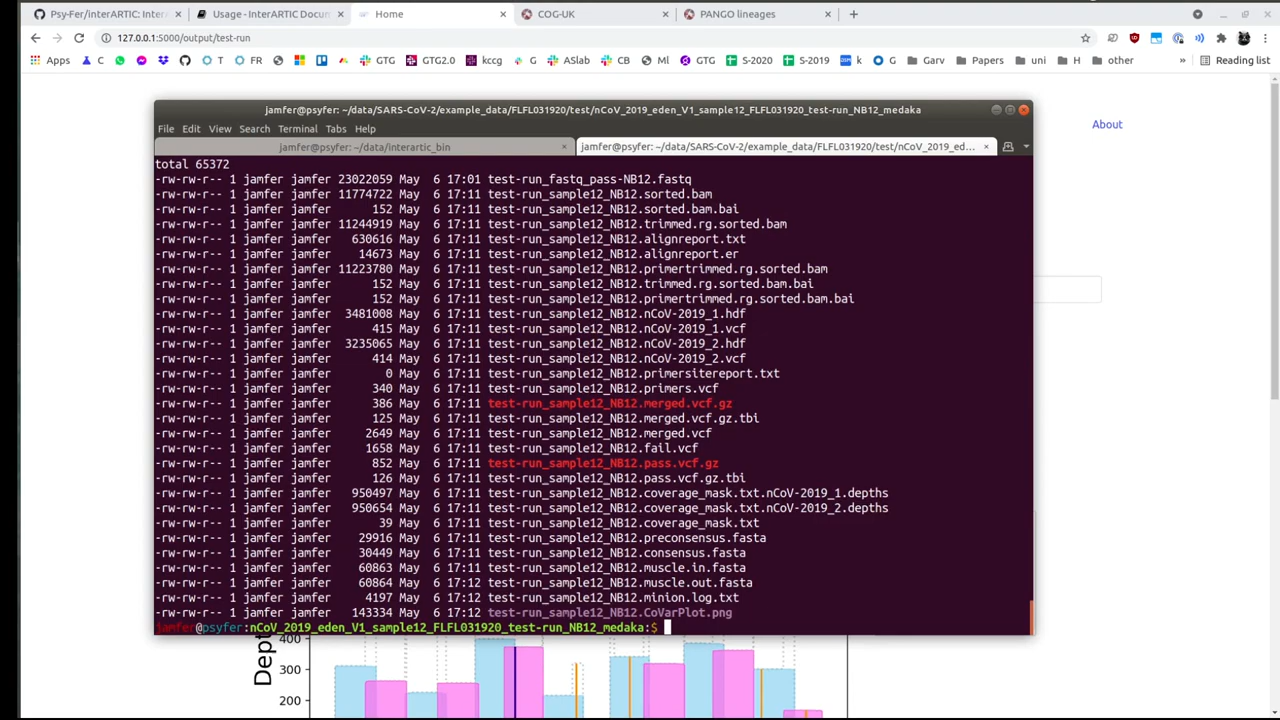 Psy-Fer/interARTIC: InterA
Usage - InterARTIC Docum
Home
COG-UK
PANGO lineages
127.0.0.1:5000/output/test-run
Apps C T FR GTG GTG2.0 kccg G Aslab CB Ml GTG S-2020 S-2019 k G Garv Papers uni H other » Reading list
About
jamfer@psyfer: ~/data/SARS-CoV-2/example_data/FLFL031920/test/nCoV_2019_eden_V1_sample12_FLFL031920_test-run_NB12_medaka
File Edit View Search Terminal Tabs Help
jamfer@psyfer: ~/data/interartic_bin
jamfer@psyfer: ~/data/SARS-CoV-2/example_data/FLFL031920/test/nCoV_2019_ed...
total 65372
-rw-rw-r-- 1 jamfer jamfer 23022059 May 6 17:01 test-run_fastq_pass-NB12.fastq
-rw-rw-r-- 1 jamfer jamfer 11774722 May 6 17:11 test-run_sample12_NB12.sorted.bam
-rw-rw-r-- 1 jamfer jamfer 152 May 6 17:11 test-run_sample12_NB12.sorted.bam.bai
-rw-rw-r-- 1 jamfer jamfer 11244919 May 6 17:11 test-run_sample12_NB12.trimmed.rg.sorted.bam
-rw-rw-r-- 1 jamfer jamfer 630616 May 6 17:11 test-run_sample12_NB12.alignreport.txt
-rw-rw-r-- 1 jamfer jamfer 14673 May 6 17:11 test-run_sample12_NB12.alignreport.er
-rw-rw-r-- 1 jamfer jamfer 11223780 May 6 17:11 test-run_sample12_NB12.primertrimmed.rg.sorted.bam
-rw-rw-r-- 1 jamfer jamfer 152 May 6 17:11 test-run_sample12_NB12.trimmed.rg.sorted.bam.bai
-rw-rw-r-- 1 jamfer jamfer 152 May 6 17:11 test-run_sample12_NB12.primertrimmed.rg.sorted.bam.bai
-rw-rw-r-- 1 jamfer jamfer 3481008 May 6 17:11 test-run_sample12_NB12.nCoV-2019_1.hdf
-rw-rw-r-- 1 jamfer jamfer 415 May 6 17:11 test-run_sample12_NB12.nCoV-2019_1.vcf
-rw-rw-r-- 1 jamfer jamfer 3235065 May 6 17:11 test-run_sample12_NB12.nCoV-2019_2.hdf
-rw-rw-r-- 1 jamfer jamfer 414 May 6 17:11 test-run_sample12_NB12.nCoV-2019_2.vcf
-rw-rw-r-- 1 jamfer jamfer 0 May 6 17:11 test-run_sample12_NB12.primersitereport.txt
-rw-rw-r-- 1 jamfer jamfer 340 May 6 17:11 test-run_sample12_NB12.primers.vcf
-rw-rw-r-- 1 jamfer jamfer 386 May 6 17:11 test-run_sample12_NB12.merged.vcf.gz
-rw-rw-r-- 1 jamfer jamfer 125 May 6 17:11 test-run_sample12_NB12.merged.vcf.gz.tbi
-rw-rw-r-- 1 jamfer jamfer 2649 May 6 17:11 test-run_sample12_NB12.merged.vcf
-rw-rw-r-- 1 jamfer jamfer 1658 May 6 17:11 test-run_sample12_NB12.fail.vcf
-rw-rw-r-- 1 jamfer jamfer 852 May 6 17:11 test-run_sample12_NB12.pass.vcf.gz
-rw-rw-r-- 1 jamfer jamfer 126 May 6 17:11 test-run_sample12_NB12.pass.vcf.gz.tbi
-rw-rw-r-- 1 jamfer jamfer 950497 May 6 17:11 test-run_sample12_NB12.coverage_mask.txt.nCoV-2019_1.depths
-rw-rw-r-- 1 jamfer jamfer 950654 May 6 17:11 test-run_sample12_NB12.coverage_mask.txt.nCoV-2019_2.depths
-rw-rw-r-- 1 jamfer jamfer 39 May 6 17:11 test-run_sample12_NB12.coverage_mask.txt
-rw-rw-r-- 1 jamfer jamfer 29916 May 6 17:11 test-run_sample12_NB12.preconsensus.fasta
-rw-rw-r-- 1 jamfer jamfer 30449 May 6 17:11 test-run_sample12_NB12.consensus.fasta
-rw-rw-r-- 1 jamfer jamfer 60863 May 6 17:11 test-run_sample12_NB12.muscle.in.fasta
-rw-rw-r-- 1 jamfer jamfer 60864 May 6 17:12 test-run_sample12_NB12.muscle.out.fasta
-rw-rw-r-- 1 jamfer jamfer 4197 May 6 17:12 test-run_sample12_NB12.minion.log.txt
-rw-rw-r-- 1 jamfer jamfer 143334 May 6 17:12 test-run_sample12_NB12.CoVarPlot.png
jamfer@psyfer:nCoV_2019_eden_V1_sample12_FLFL031920_test-run_NB12_medaka:$
Dept
400
300
200